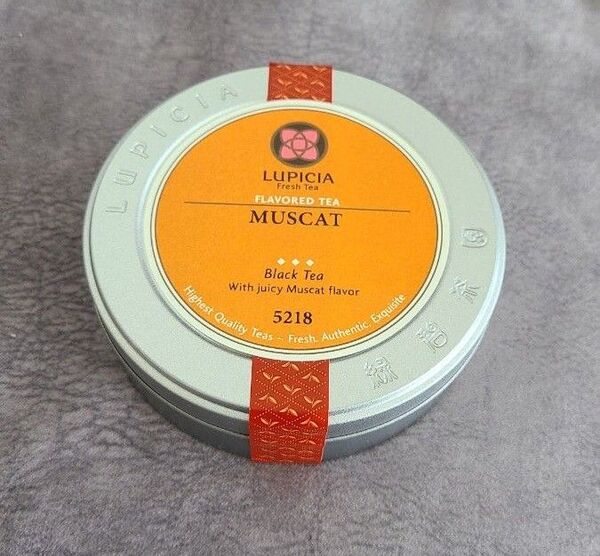 LUPICIA
LUPICIA
Fresh Tea
FLAVORED TEA
MUSCAT
Black Tea
With juicy Muscat flavor
5218
Highest Quality Teas – Fresh. Authentic. Exquisite